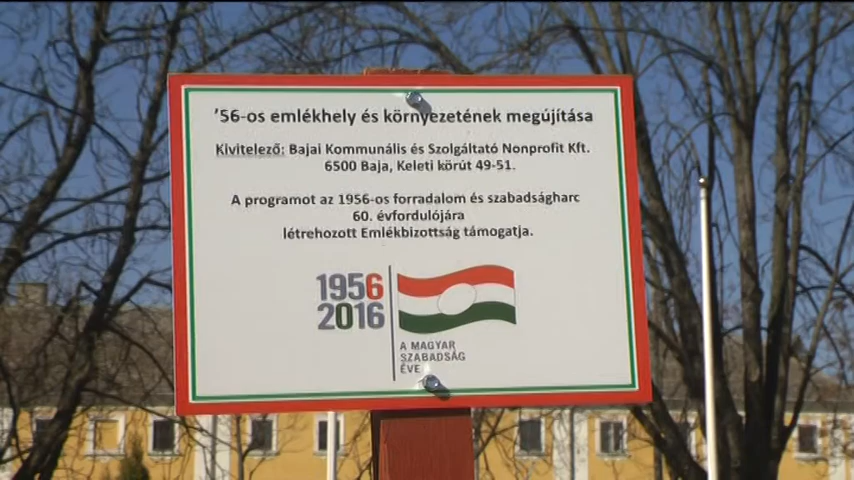 '56-os emlékhely és környezetének megújítása
Kivitelező: Bajai Kommunális és Szolgáltató Nonprofit Kft.
6500 Baja, Keleti körút 49-51.
A programot az 1956-os forradalom és szabadságharc
60. évfordulójára
létrehozott Emlékbizottság támogatja.
1956
2016
A MAGYAR
SZABADSÁG
ÉVE